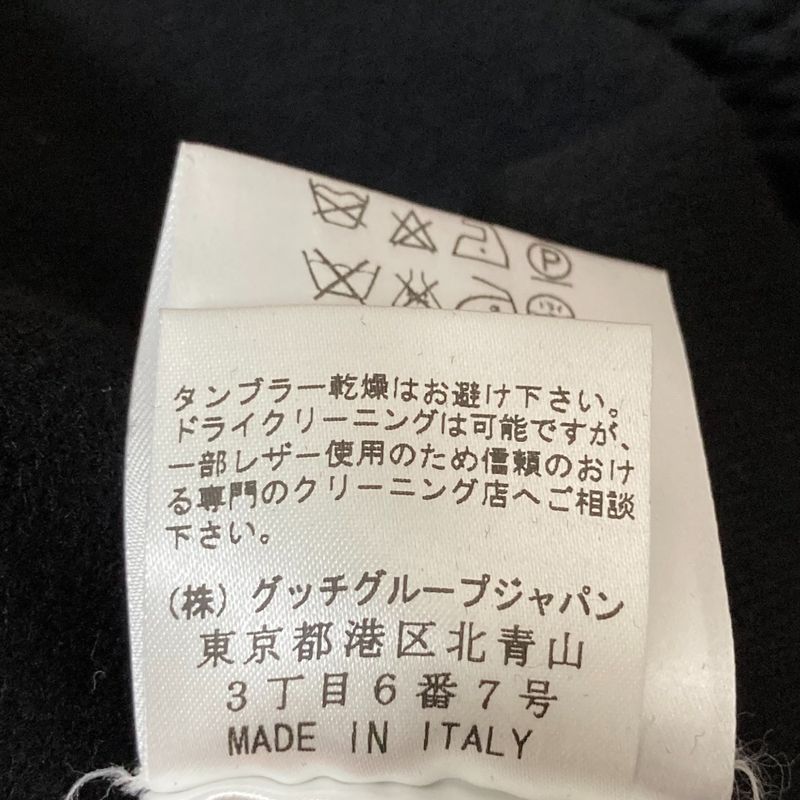 P
タンブラー乾燥はお避け下さい。
ドライクリーニングは可能ですが、
一部レザー使用のため信頼のおけ
る専門のクリーニング店へご相談
下さい。
(株)グッチグループジャパン
東京都港区北青山
3丁目6番7号
MADE IN ITALY